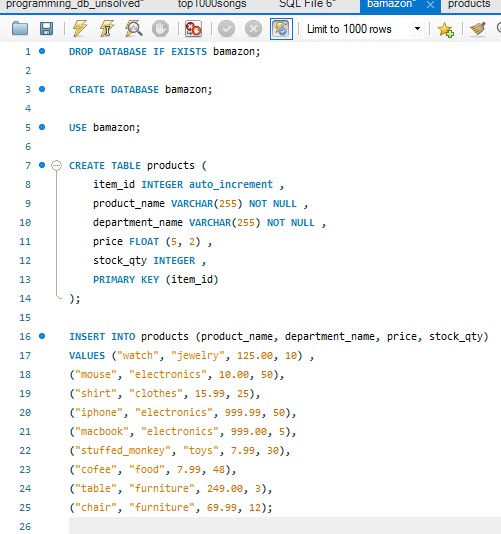 programming_db_unsolved* top1000songs SQL File 6* bamazon* products
Limit to 1000 rows
1 DROP DATABASE IF EXISTS bamazon;
2
3 CREATE DATABASE bamazon;
4
5 USE bamazon;
6
7 CREATE TABLE products (
8 item_id INTEGER auto_increment ,
9 product_name VARCHAR(255) NOT NULL ,
10 department_name VARCHAR(255) NOT NULL ,
11 price FLOAT (5, 2) ,
12 stock_qty INTEGER ,
13 PRIMARY KEY (item_id)
14 );
15
16 INSERT INTO products (product_name, department_name, price, stock_qty)
17 VALUES ("watch", "jewelry", 125.00, 10) ,
18 ("mouse", "electronics", 10.00, 50),
19 ("shirt", "clothes", 15.99, 25),
20 ("iphone", "electronics", 999.99, 50),
21 ("macbook", "electronics", 999.00, 5),
22 ("stuffed_monkey", "toys", 7.99, 30),
23 ("cofee", "food", 7.99, 48),
24 ("table", "furniture", 249.00, 3),
25 ("chair", "furniture", 69.99, 12);
26